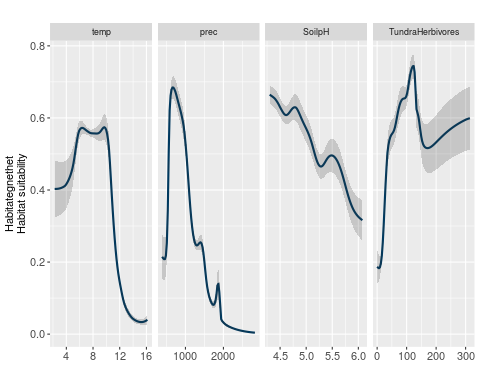 temp prec SoilpH TundraHerbivores
Habitategnethet
Habitat suitability
0.8
0.6
0.4
0.2
0.0
4 8 12 16 1000 2000 4.5 5.0 5.5 6.0 0 100 200 300